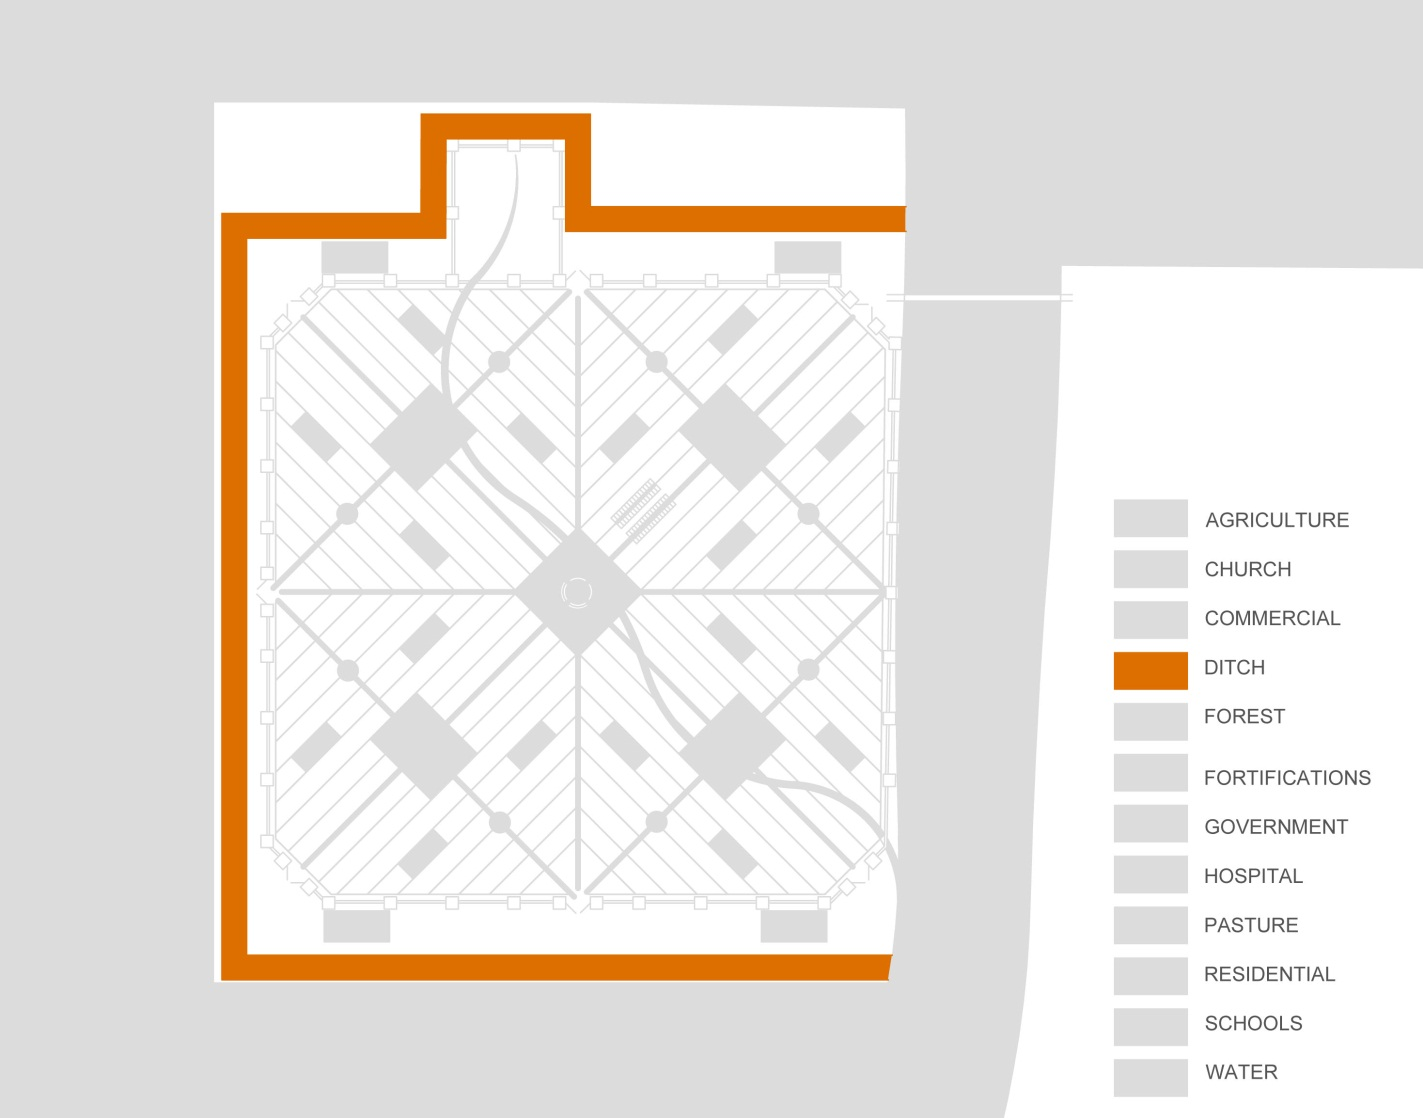 AGRICULTURE
CHURCH
COMMERCIAL
DITCH
FOREST
FORTIFICATIONS
GOVERNMENT
HOSPITAL
PASTURE
RESIDENTIAL
SCHOOLS
WATER